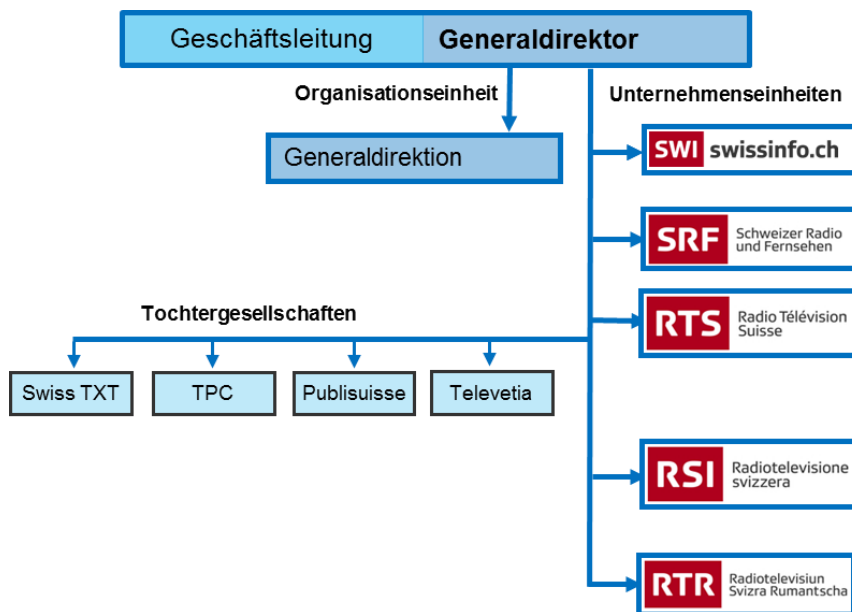 Geschäftsleitung
Generaldirektor
Organisationseinheit
Unternehmenseinheiten
Generaldirektion
SWI swissinfo.ch
SRF
Schweizer Radio
und Fernsehen
RTS
Radio Télévision
Suisse
Tochtergesellschaften
Swiss TXT
TPC
Publisuisse
Televetia
RSI
Radiotelevisione
svizzera
RTR
Radiotelevisiun
Svizra Rumantscha